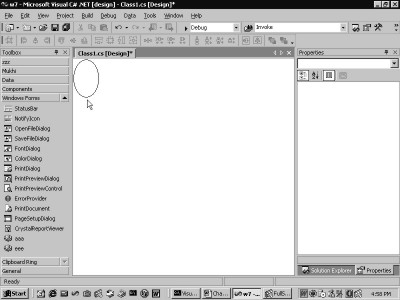 w7 - Microsoft Visual C# .NET [design] - Class1.cs [Design]*
File Edit View Project Build Debug Data Tools Window Help
Debug
Invoke
Toolbox
Class1.cs [Design]*
Properties
zzz
Mukhi
Data
Components
Windows Forms
StatusBar
NotifyIcon
OpenFileDialog
SaveFileDialog
FontDialog
ColorDialog
PrintDialog
PrintPreviewDialog
PrintPreviewControl
ErrorProvider
PrintDocument
PageSetupDialog
CrystalReportViewer
aaa
eee
Clipboard Ring
General
Solution Explorer
Properties
Ready
Start
Visu...
Cha...
w7 -...
FullS...
4:58 PM